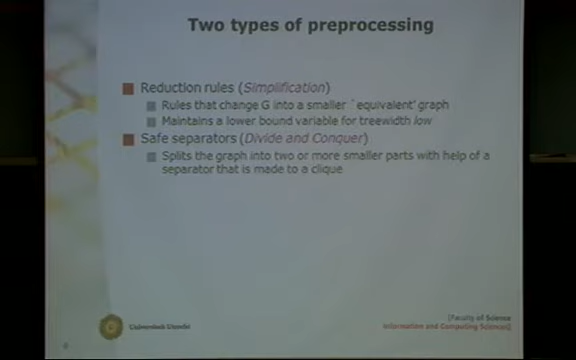 Two types of preprocessing
Reduction rules (Simplification)
Rules that change G into a smaller `equivalent' graph
Maintains a lower bound variable for treewidth low
Safe separators (Divide and Conquer)
Splits the graph into two or more smaller parts with help of a
separator that is made to a clique
Universiteit Utrecht
[Faculty of Science
Information and Computing Sciences]